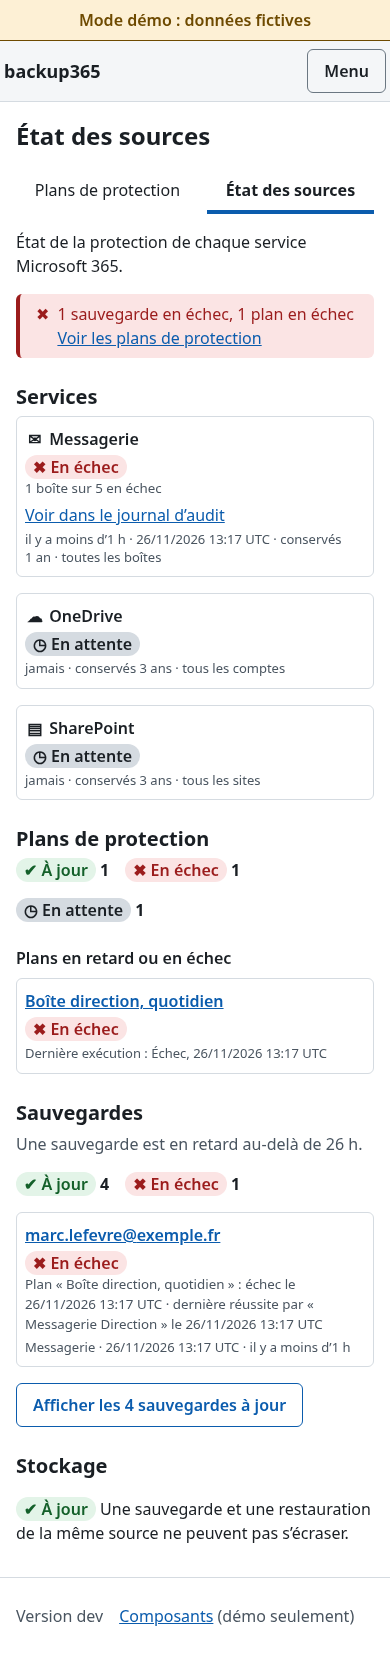 Mode démo : données fictives
backup365
Menu
État des sources
Plans de protection
État des sources
État de la protection de chaque service
Microsoft 365.
✖ 1 sauvegarde en échec, 1 plan en échec
Voir les plans de protection
Services
✉ Messagerie
✖ En échec
1 boîte sur 5 en échec
Voir dans le journal d’audit
il y a moins d’1 h · 26/11/2026 13:17 UTC · conservés
1 an · toutes les boîtes
☁ OneDrive
◷ En attente
jamais · conservés 3 ans · tous les comptes
▤ SharePoint
◷ En attente
jamais · conservés 3 ans · tous les sites
Plans de protection
✔ À jour 1 ✖ En échec 1
◷ En attente 1
Plans en retard ou en échec
Boîte direction, quotidien
✖ En échec
Dernière exécution : Échec, 26/11/2026 13:17 UTC
Sauvegardes
Une sauvegarde est en retard au-delà de 26 h.
✔ À jour 4 ✖ En échec 1
marc.lefevre@exemple.fr
✖ En échec
Plan « Boîte direction, quotidien » : échec le
26/11/2026 13:17 UTC · dernière réussite par «
Messagerie Direction » le 26/11/2026 13:17 UTC
Messagerie · 26/11/2026 13:17 UTC · il y a moins d’1 h
Afficher les 4 sauvegardes à jour
Stockage
✔ À jour Une sauvegarde et une restauration
de la même source ne peuvent pas s’écraser.
Version dev Composants (démo seulement)